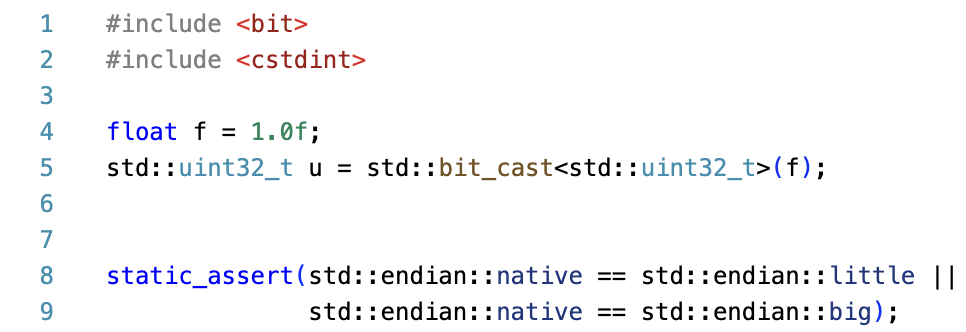 1 #include <bit>
2 #include <cstdint>
3
4 float f = 1.0f;
5 std::uint32_t u = std::bit_cast<std::uint32_t>(f);
6
7
8 static_assert(std::endian::native == std::endian::little ||
9               std::endian::native == std::endian::big);